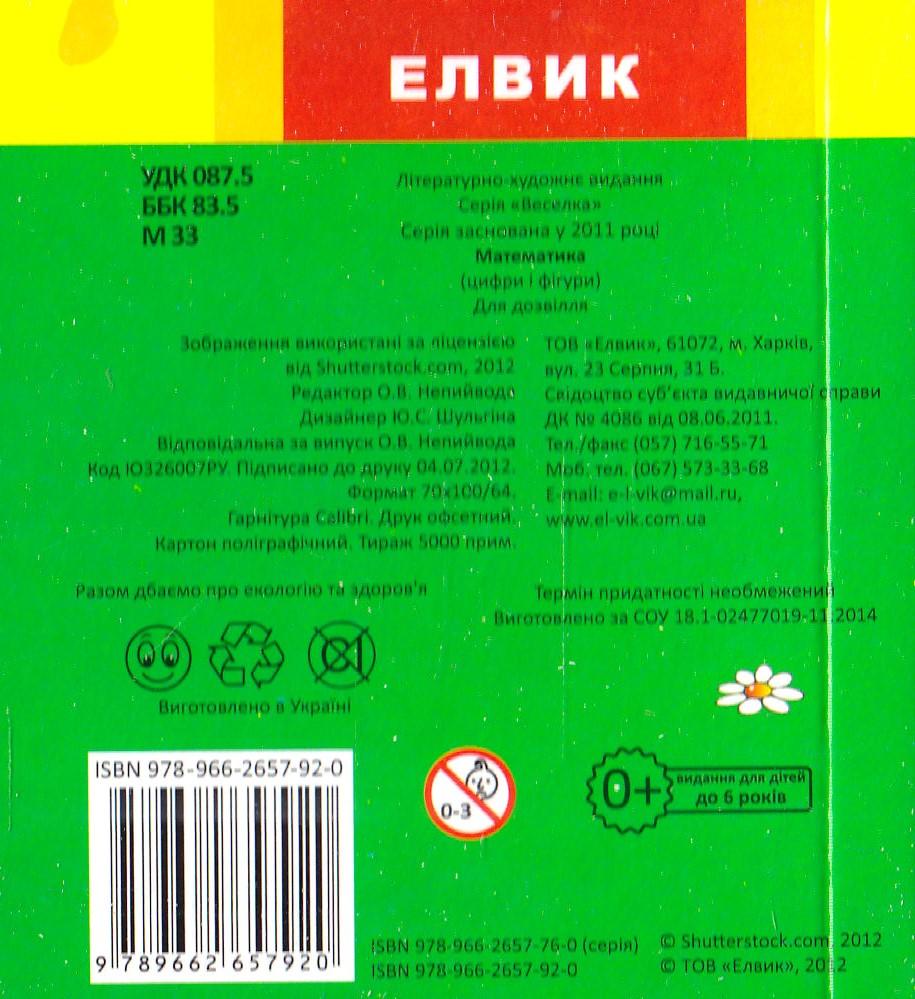 ЕЛВИК
УДК 087.5
ББК 83.5
М 33
Літературно-художнє видання
Серія «Веселка»
Серія заснована у 2011 році
Математика
(цифри і фігури)
Для дозвілля
Зображення використані за ліцензією
від Shutterstock.com, 2012
Редактор О.В. Непийвода
Дизайнер Ю.С. Шульгіна
Відповідальна за випуск О.В. Непийвода
Код Ю326007РУ. Підписано до друку 04.07.2012.
Формат 70х100/64.
Гарнітура Calibri. Друк офсетний.
Картон поліграфічний. Тираж 5000 прим.
ТОВ «Елвик», 61072, м. Харків,
вул. 23 Серпня, 31 Б.
Свідоцтво суб'єкта видавничої справи
ДК № 4086 від 08.06.2011.
Тел./факс (057) 716-55-71
Моб. тел. (067) 573-33-68
E-mail: e-l-vik@mail.ru,
www.el-vik.com.ua
Разом дбаємо про екологію та здоров'я
Термін придатності необмежений
Виготовлено за СОУ 18.1-02477019-11:2014
Виготовлено в Україні
ISBN 978-966-2657-92-0
9 789662 657920
0-3
0+
видання для дітей
до 6 років
ISBN 978-966-2657-76-0 (серія)
ISBN 978-966-2657-92-0
© Shutterstock.com, 2012
© ТОВ «Елвик», 2012